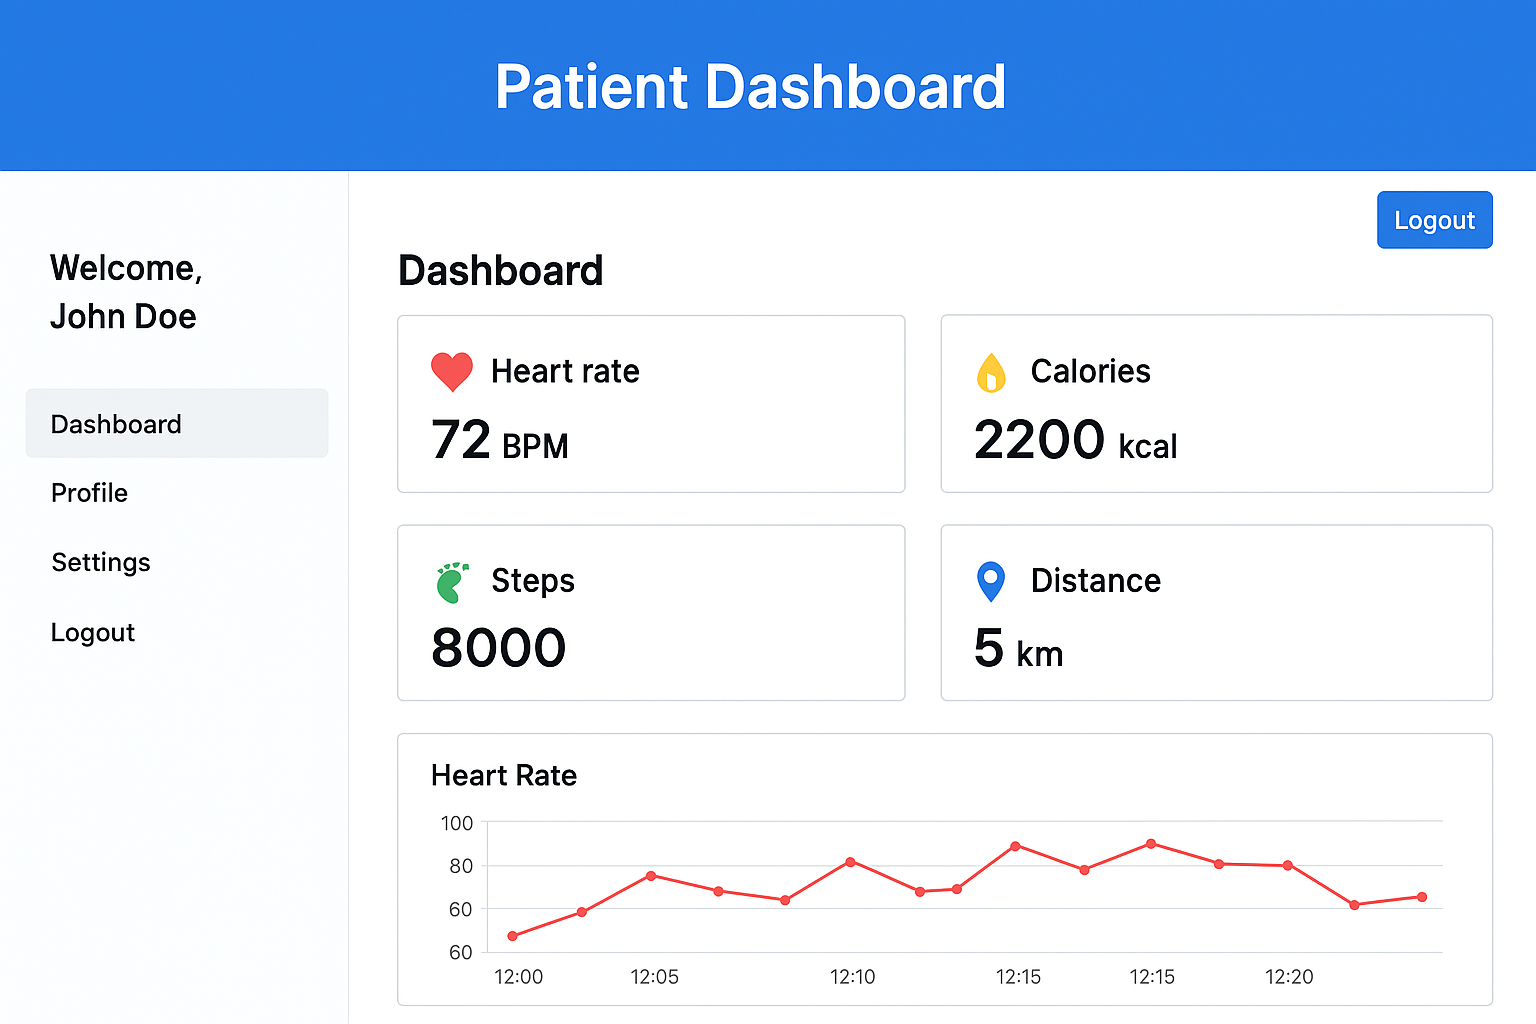 Patient Dashboard
Logout
Welcome,
John Doe
Dashboard
Profile
Settings
Logout
Dashboard
Heart rate
72 BPM
Calories
2200 kcal
Steps
8000
Distance
5 km
Heart Rate
100
80
60
60
12:00 12:05 12:10 12:15 12:15 12:20